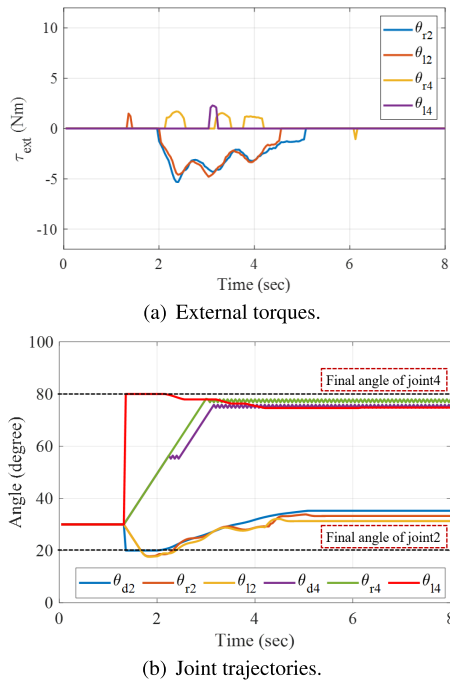 10
5
0
-5
-10
τext (Nm)
θr2
θl2
θr4
θl4
0 2 4 6 8
Time (sec)
(a) External torques.
100
80
60
40
20
0
Angle (degree)
Final angle of joint4
Final angle of joint2
θd2 θr2 θl2 θd4 θr4 θl4
0 2 4 6 8
Time (sec)
(b) Joint trajectories.